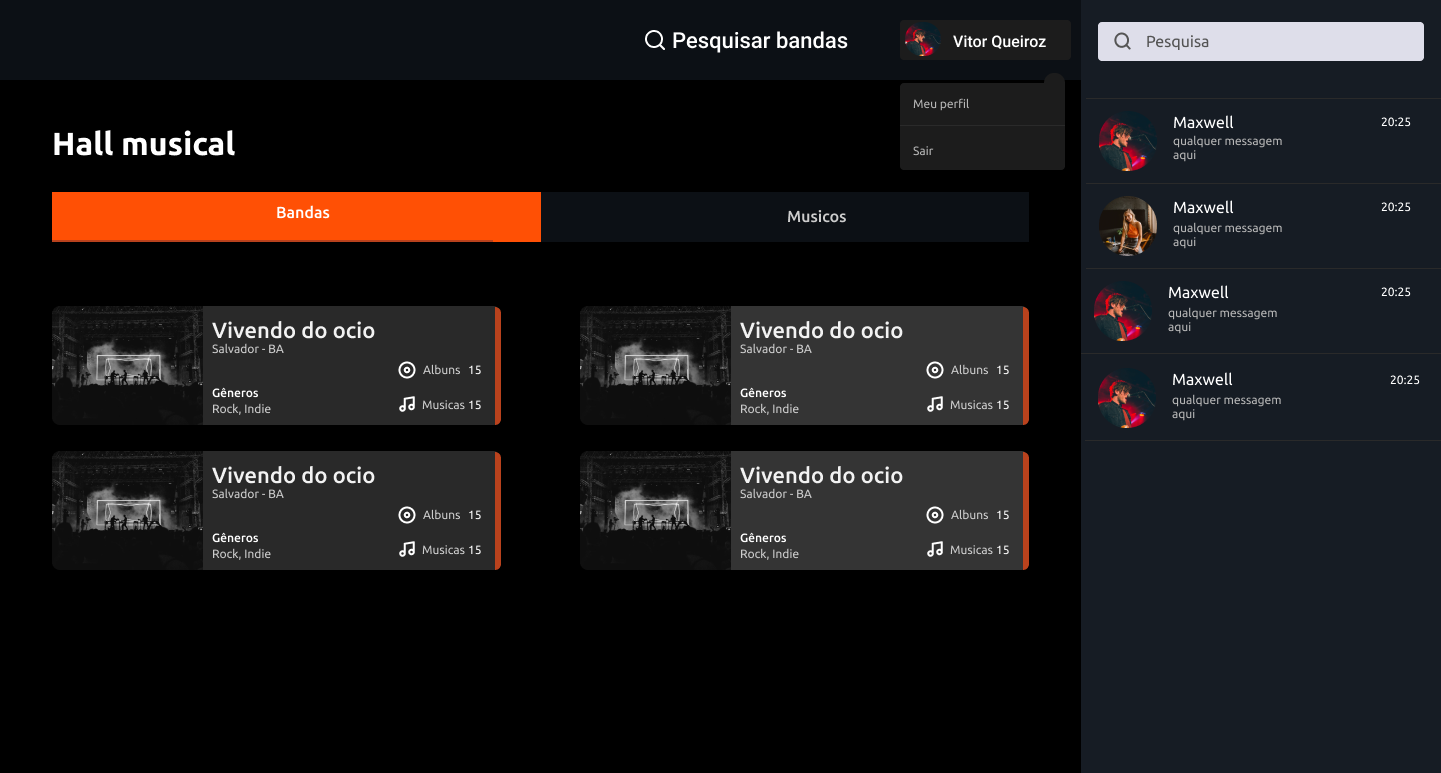 Pesquisar bandas
Vitor Queiroz
Meu perfil
Sair
Hall musical
Bandas
Musicos
Vivendo do ocio
Salvador - BA
Albuns 15
Gêneros
Rock, Indie
Musicas 15
Vivendo do ocio
Salvador - BA
Albuns 15
Gêneros
Rock, Indie
Musicas 15
Vivendo do ocio
Salvador - BA
Albuns 15
Gêneros
Rock, Indie
Musicas 15
Vivendo do ocio
Salvador - BA
Albuns 15
Gêneros
Rock, Indie
Musicas 15
Pesquisa
Maxwell 20:25
qualquer messagem
aqui
Maxwell 20:25
qualquer messagem
aqui
Maxwell 20:25
qualquer messagem
aqui
Maxwell 20:25
qualquer messagem
aqui